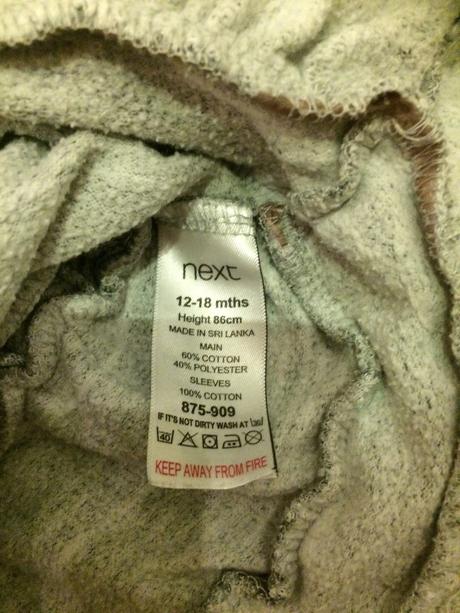 next
12-18 mths
Height 86cm
MADE IN SRI LANKA
MAIN
60% COTTON
40% POLYESTER
SLEEVES
100% COTTON
875-909
IF IT'S NOT DIRTY WASH AT
40
KEEP AWAY FROM FIRE